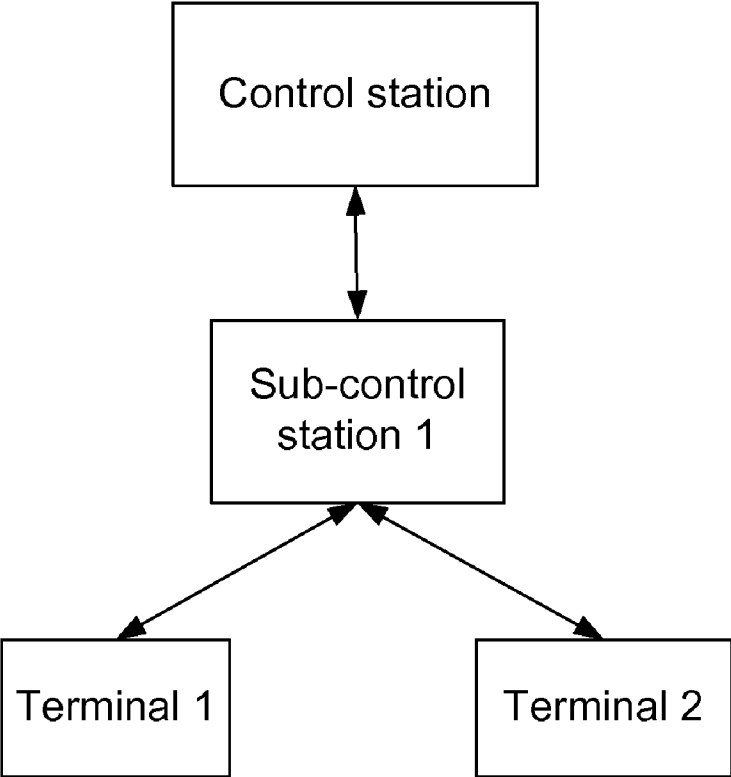 Control station
Sub-control
station 1
Terminal 1
Terminal 2